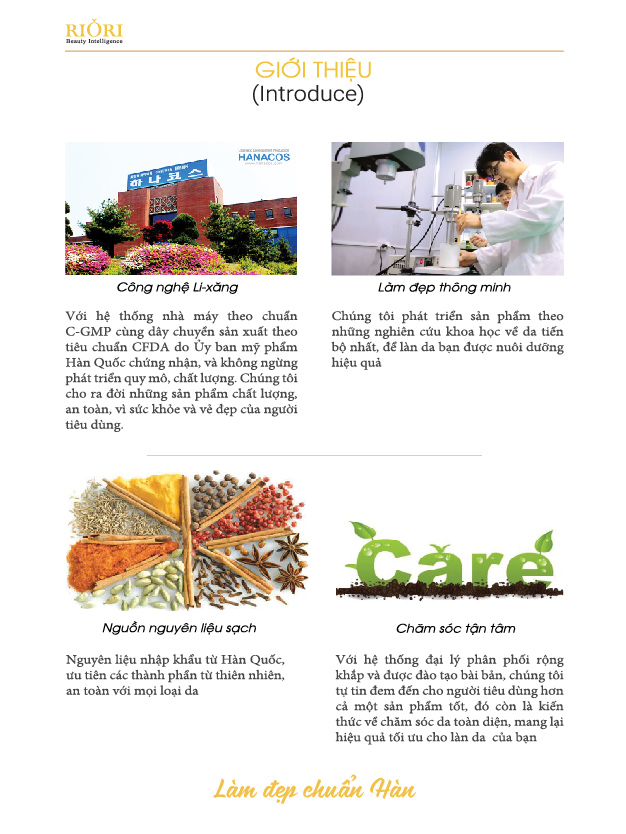 RIORI
Beauty Intelligence
GIỚI THIỆU
(Introduce)
HANACOS
하나코스
Công nghệ Li-xăng
Làm đẹp thông minh
Với hệ thống nhà máy theo chuẩn
C-GMP cùng dây chuyền sản xuất theo
tiêu chuẩn CFDA do Ủy ban mỹ phẩm
Hàn Quốc chứng nhận, và không ngừng
phát triển quy mô, chất lượng. Chúng tôi
cho ra đời những sản phẩm chất lượng,
an toàn, vì sức khỏe và vẻ đẹp của người
tiêu dùng.
Chúng tôi phát triển sản phẩm theo
những nghiên cứu khoa học về da tiến
bộ nhất, để làn da bạn được nuôi dưỡng
hiệu quả
Care
Nguồn nguyên liệu sạch
Chăm sóc tận tâm
Nguyên liệu nhập khẩu từ Hàn Quốc,
ưu tiên các thành phần từ thiên nhiên,
an toàn với mọi loại da
Với hệ thống đại lý phân phối rộng
khắp và được đào tạo bài bản, chúng tôi
tự tin đem đến cho người tiêu dùng hơn
cả một sản phẩm tốt, đó còn là kiến
thức về chăm sóc da toàn diện, mang lại
hiệu quả tối ưu cho làn da của bạn
Làm đẹp chuẩn Hàn